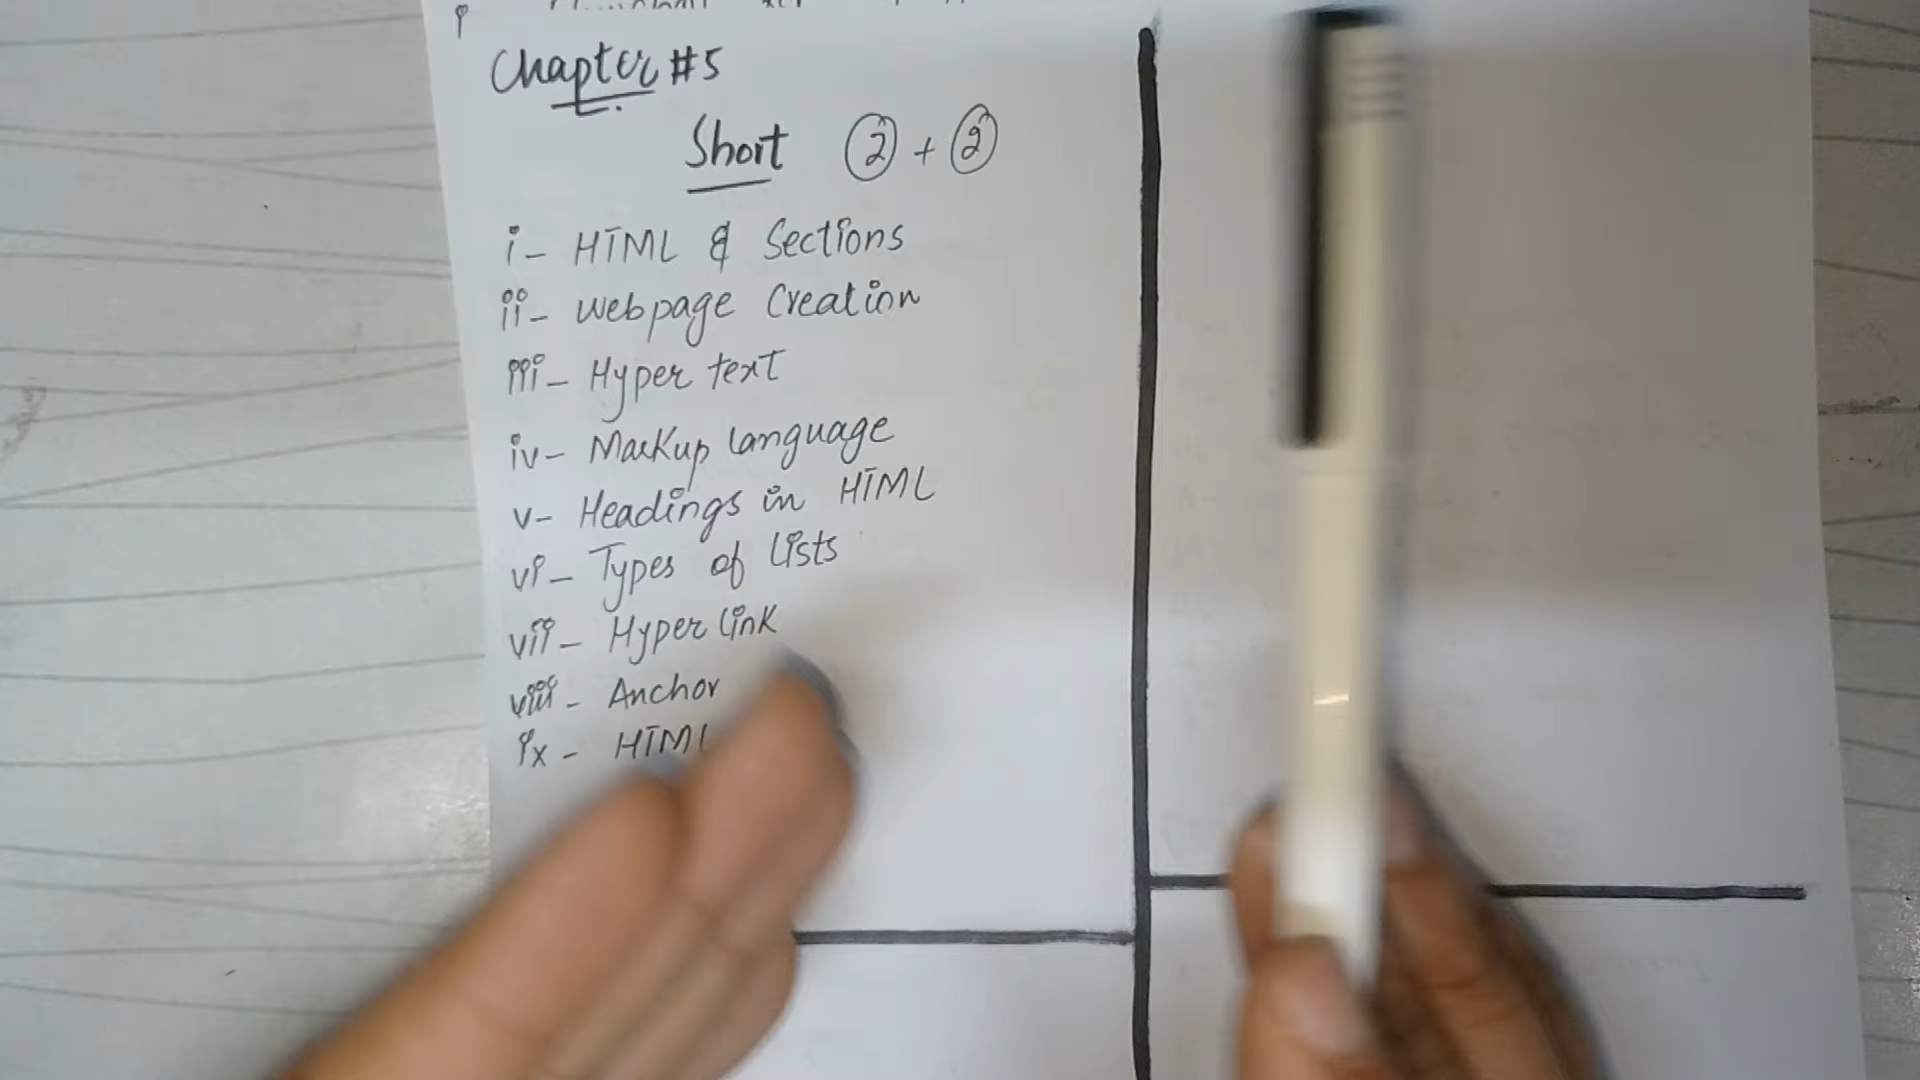 Chapter #5
Short 2 + 2
i- HTML & Sections
ii- Webpage Creation
iii- Hyper text
iv- Markup language
v- Headings in HTML
vi- Types of Lists
vii- Hyper link
viii- Anchor
ix- HTML